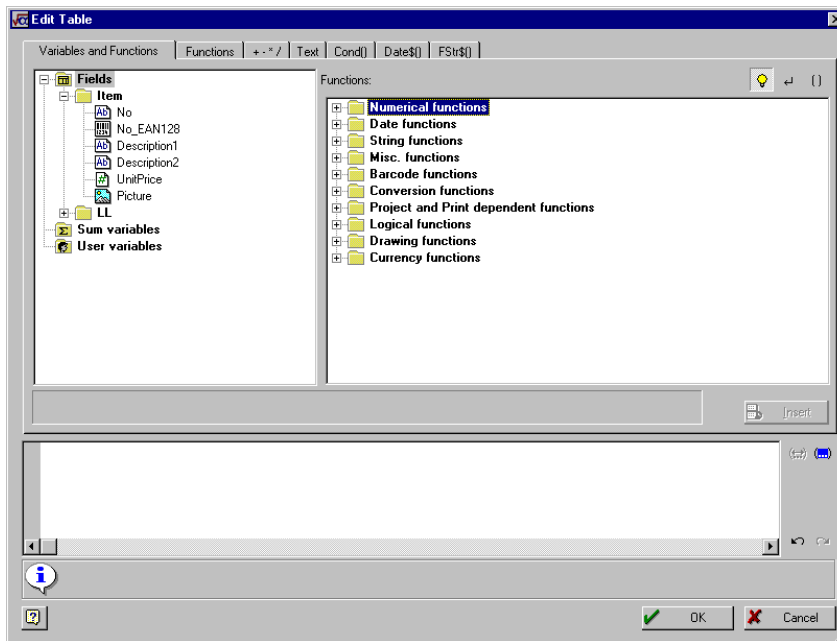 Edit Table
Variables and Functions Functions + - * / Text Cond() Date$() FStr$()
Fields
Item
No
No_EAN128
Description1
Description2
UnitPrice
Picture
LL
Sum variables
User variables
Functions:
Numerical functions
Date functions
String functions
Misc. functions
Barcode functions
Conversion functions
Project and Print dependent functions
Logical functions
Drawing functions
Currency functions
Insert
OK Cancel